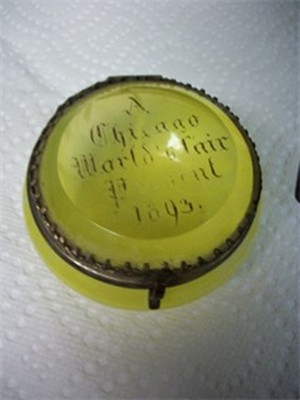 A
Chicago
World's Fair
Present
1893.